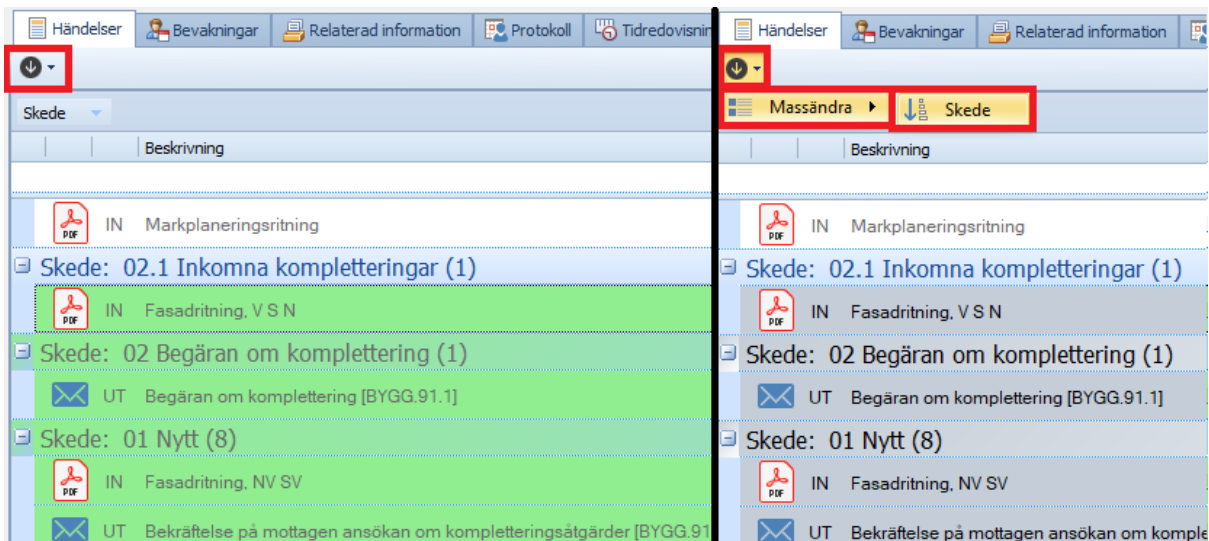 Händelser Bevakningar Relaterad information Protokoll Tidredovisnin
Skede
Beskrivning
PDF IN Markplaneringsritning
Skede: 02.1 Inkomna kompletteringar (1)
PDF IN Fasadritning, V S N
Skede: 02 Begäran om komplettering (1)
UT Begäran om komplettering [BYGG.91.1]
Skede: 01 Nytt (8)
PDF IN Fasadritning, NV SV
UT Bekräftelse på mottagen ansökan om kompletteringsåtgärder [BYGG.91
Händelser Bevakningar Relaterad information
Massändra Skede
Beskrivning
PDF IN Markplaneringsritning
Skede: 02.1 Inkomna kompletteringar (1)
PDF IN Fasadritning, V S N
Skede: 02 Begäran om komplettering (1)
UT Begäran om komplettering [BYGG.91.1]
Skede: 01 Nytt (8)
PDF IN Fasadritning, NV SV
UT Bekräftelse på mottagen ansökan om komple